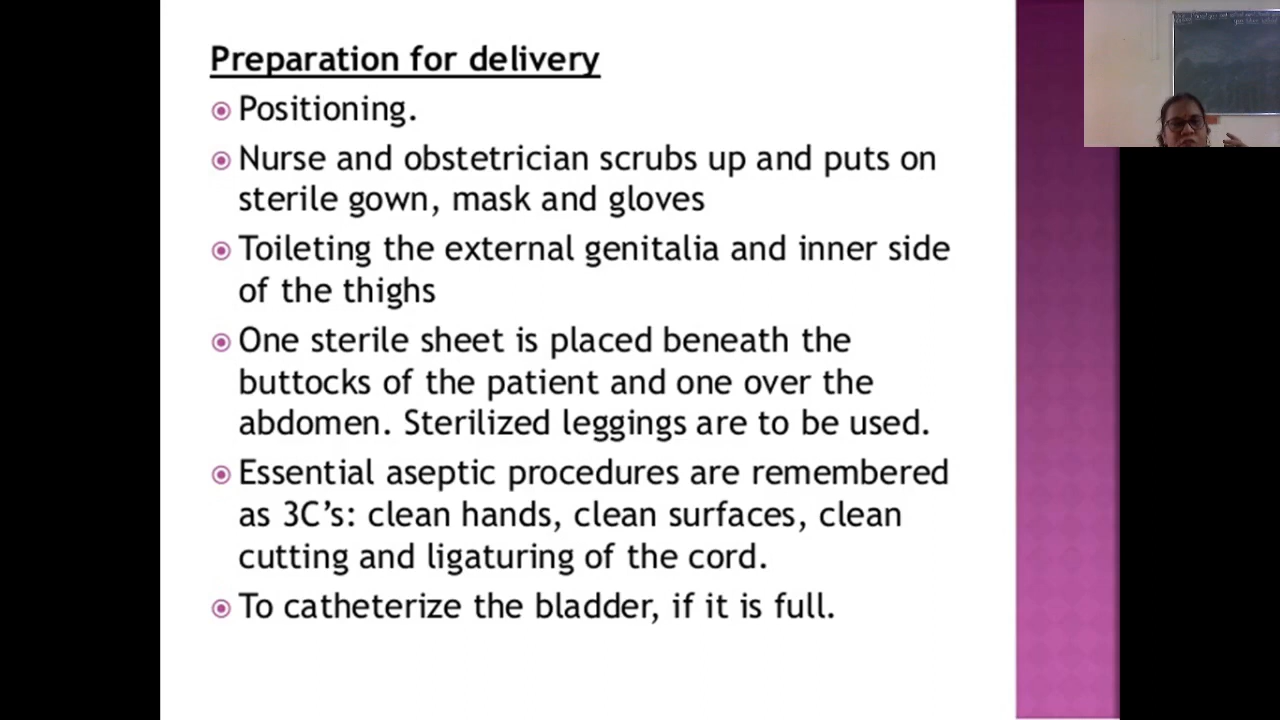 Preparation for delivery
Positioning.
Nurse and obstetrician scrubs up and puts on
sterile gown, mask and gloves
Toileting the external genitalia and inner side
of the thighs
One sterile sheet is placed beneath the
buttocks of the patient and one over the
abdomen. Sterilized leggings are to be used.
Essential aseptic procedures are remembered
as 3C's: clean hands, clean surfaces, clean
cutting and ligaturing of the cord.
To catheterize the bladder, if it is full.